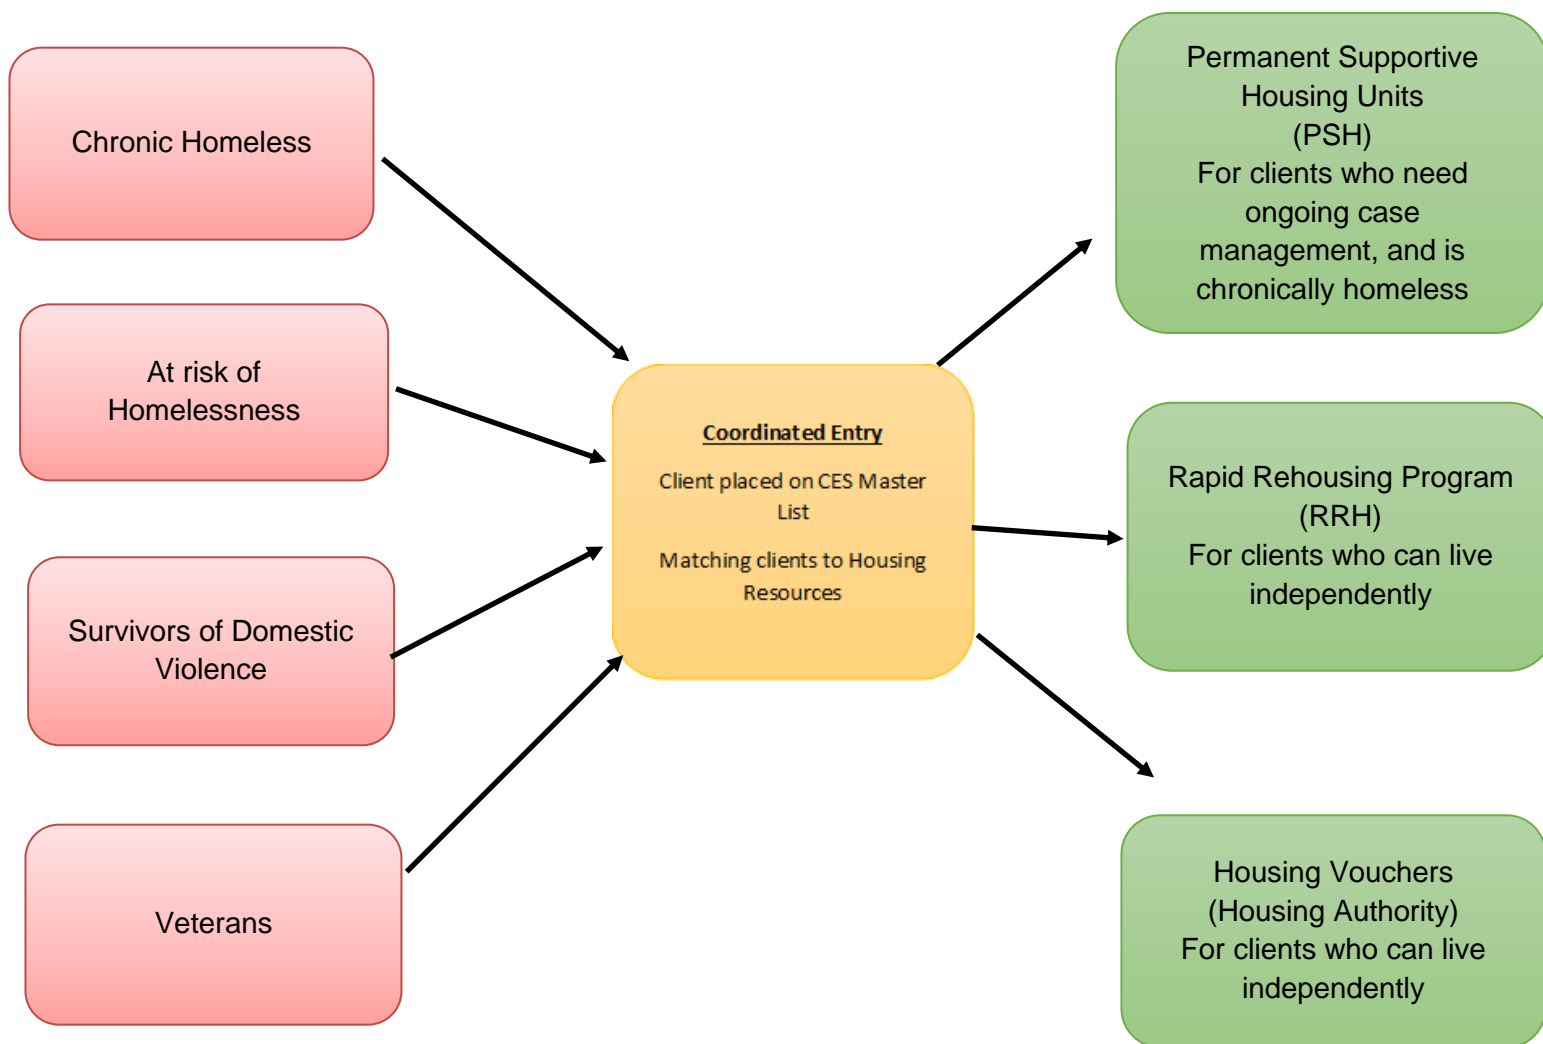 Chronic Homeless
At risk of
Homelessness
Survivors of Domestic
Violence
Veterans
Coordinated Entry
Client placed on CES Master
List
Matching clients to Housing
Resources
Permanent Supportive
Housing Units
(PSH)
For clients who need
ongoing case
management, and is
chronically homeless
Rapid Rehousing Program
(RRH)
For clients who can live
independently
Housing Vouchers
(Housing Authority)
For clients who can live
independently